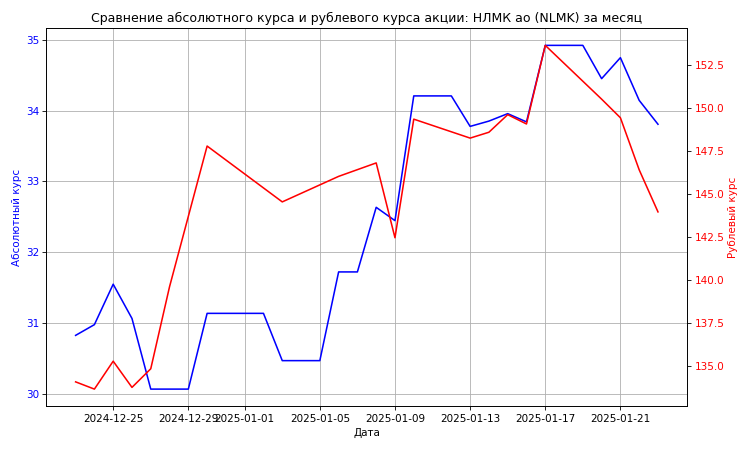 Сравнение абсолютного курса и рублевого курса акции: НЛМК ао (NLMK) за месяц
35
34
33
32
31
30
Абсолютный курс
152.5
150.0
147.5
145.0
142.5
140.0
137.5
135.0
Рублевый курс
2024-12-25 2024-12-29 2025-01-01 2025-01-05 2025-01-09 2025-01-13 2025-01-17 2025-01-21
Дата